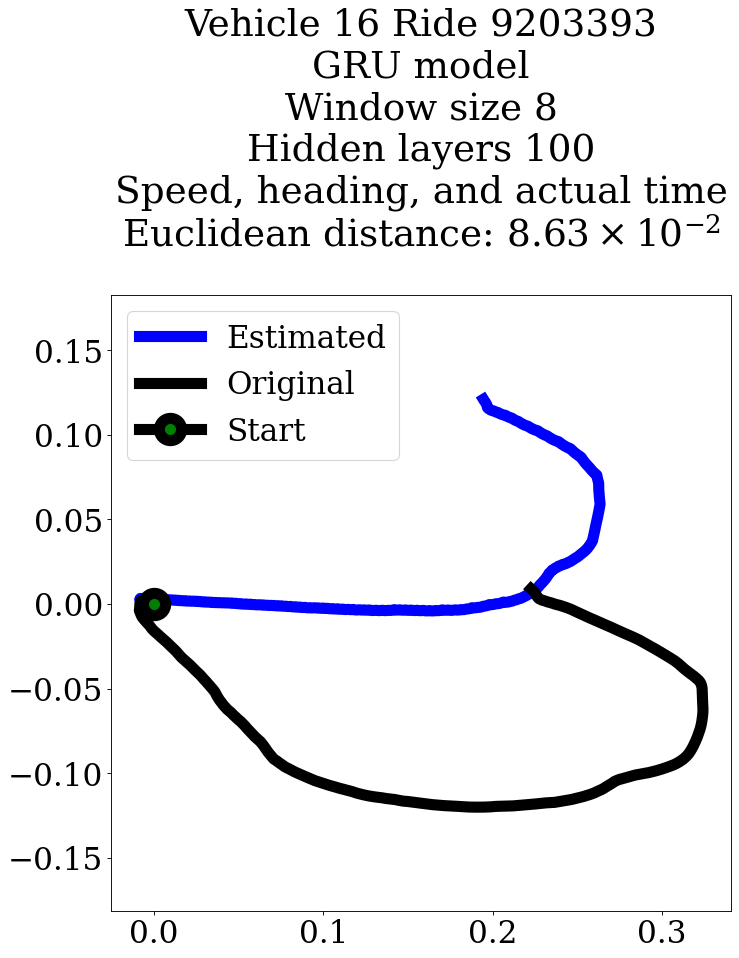 Vehicle 16 Ride 9203393
GRU model
Window size 8
Hidden layers 100
Speed, heading, and actual time
Euclidean distance: 8.63 × 10⁻²
Estimated
Original
Start
0.15
0.10
0.05
0.00
−0.05
−0.10
−0.15
0.0 0.1 0.2 0.3